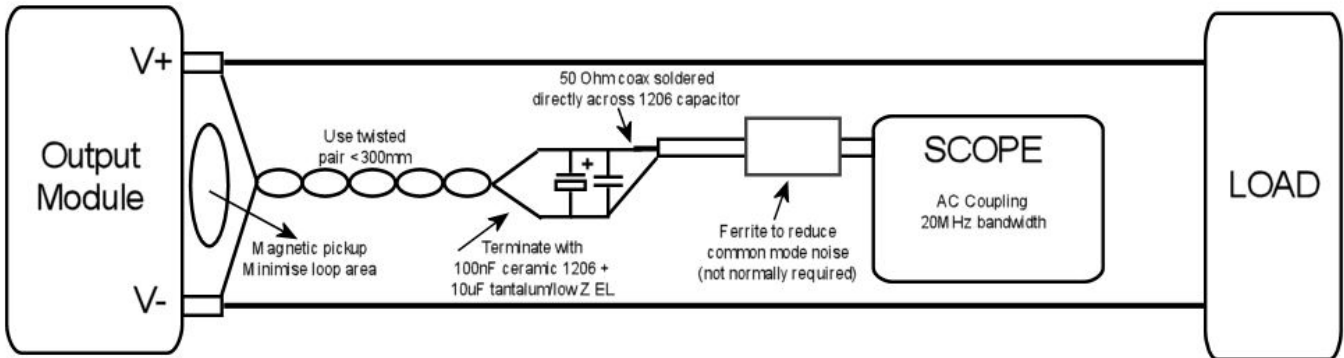 V+
Output
Module
V-
Magnetic pickup
Minimise loop area
Use twisted
pair <300mm
50 Ohm coax soldered
directly across 1206 capacitor
+
Terminate with
100nF ceramic 1206 +
10uF tantalum/low Z EL
Ferrite to reduce
common mode noise
(not normally required)
SCOPE
AC Coupling
20MHz bandwidth
LOAD